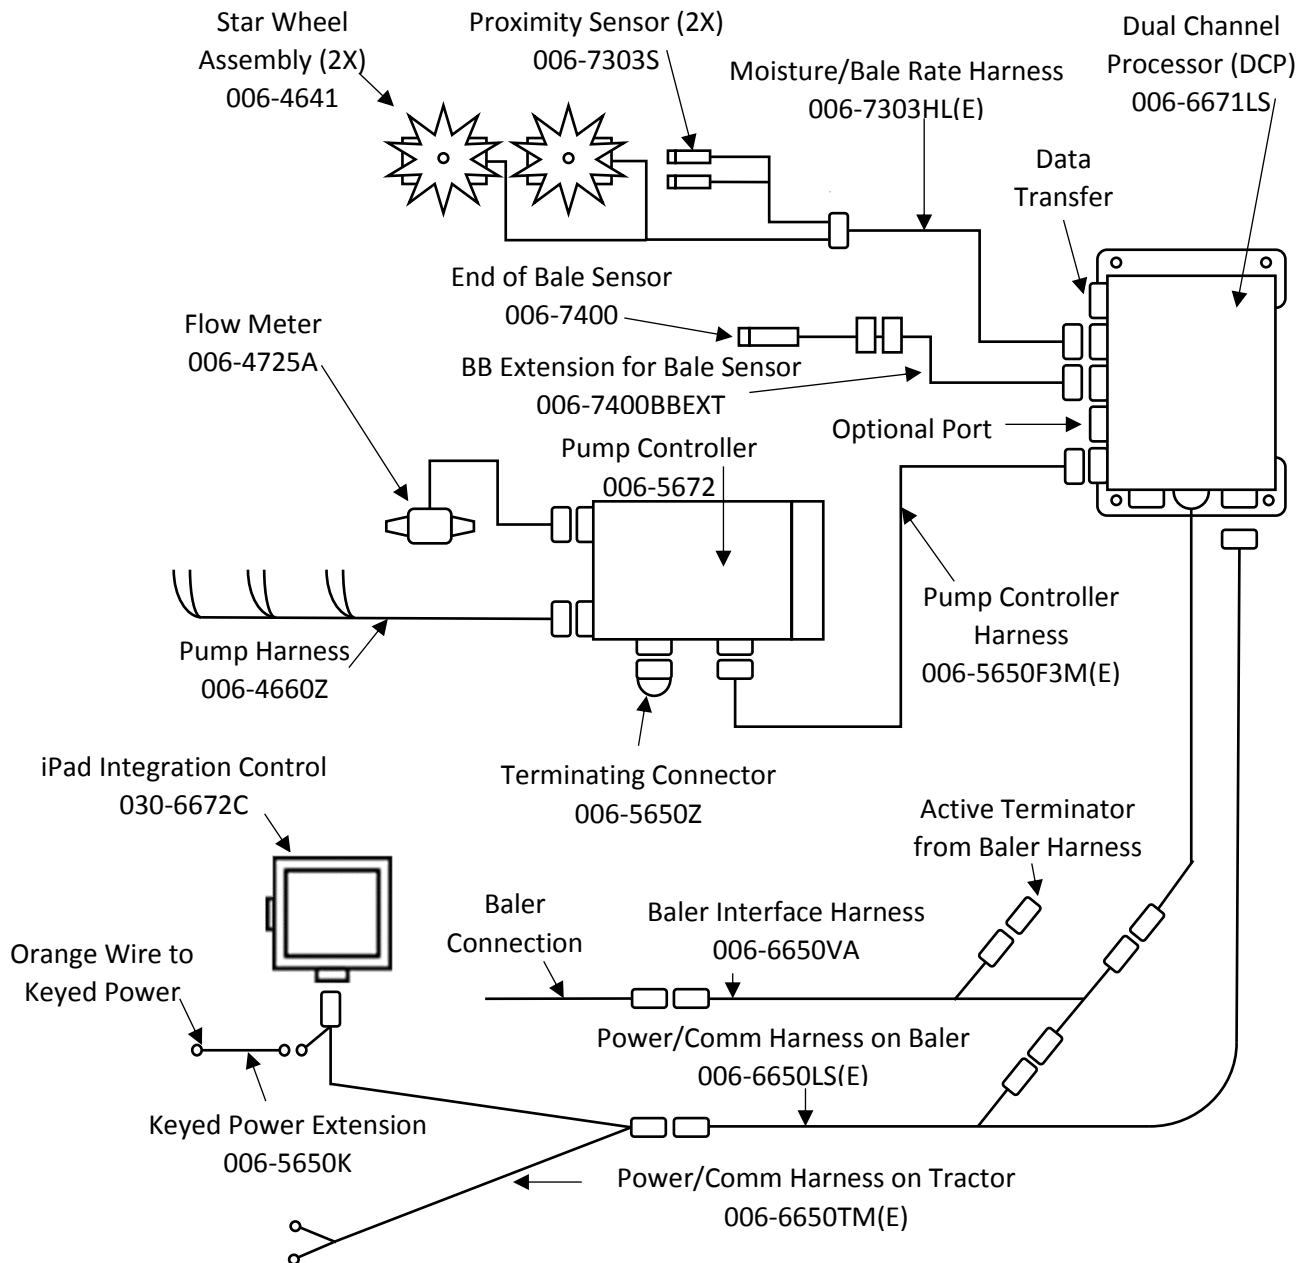 Star Wheel
Assembly (2X)
006-4641
Proximity Sensor (2X)
006-7303S
Moisture/Bale Rate Harness
006-7303HL(E)
Dual Channel
Processor (DCP)
006-6671LS
Data
Transfer
End of Bale Sensor
006-7400
Flow Meter
006-4725A
BB Extension for Bale Sensor
006-7400BBEXT
Optional Port
Pump Controller
006-5672
Pump Controller
Harness
006-5650F3M(E)
Pump Harness
006-4660Z
iPad Integration Control
030-6672C
Terminating Connector
006-5650Z
Active Terminator
from Baler Harness
Baler
Connection
Baler Interface Harness
006-6650VA
Orange Wire to
Keyed Power
Power/Comm Harness on Baler
006-6650LS(E)
Keyed Power Extension
006-5650K
Power/Comm Harness on Tractor
006-6650TM(E)